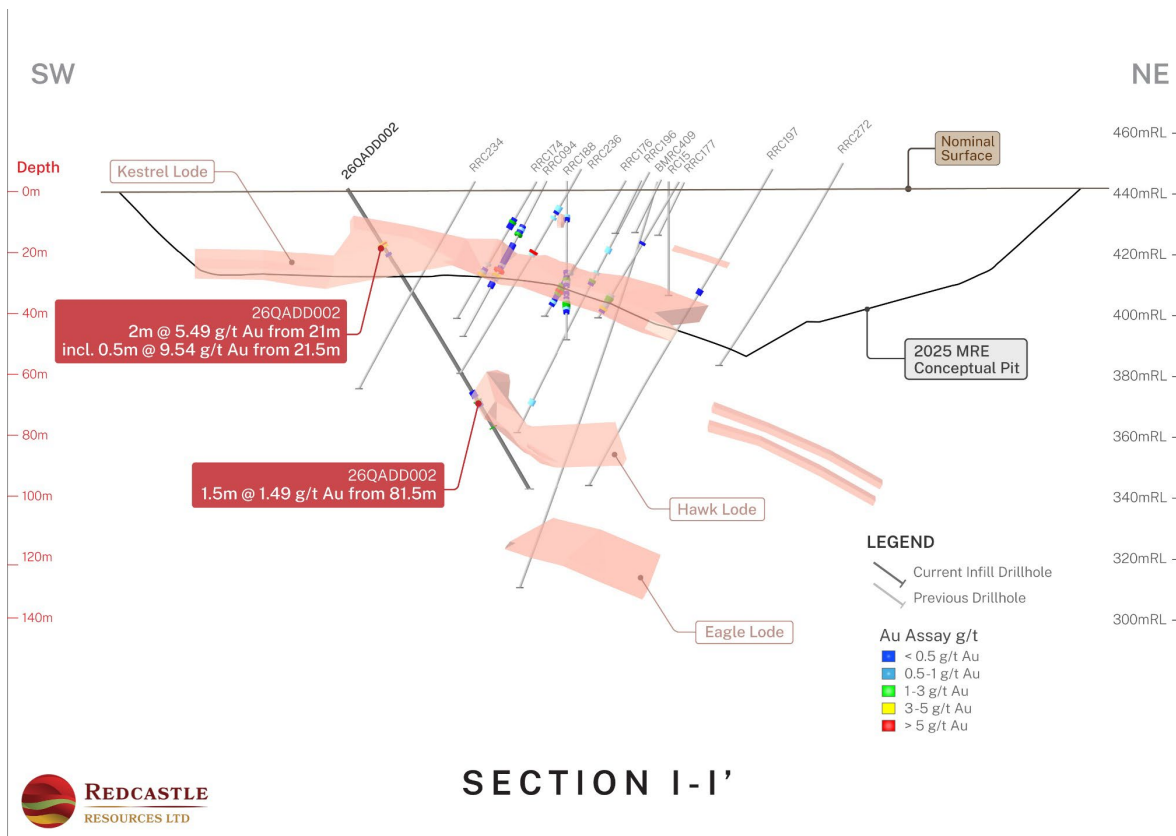 SW
NE
26QADD002
RRC234
RRC174
RRC094
RRC188
RRC236
RRC176
RRC196
BMRC409
RC15
RRC177
RRC197
RRC272
Nominal
Surface
460mRL
440mRL
420mRL
400mRL
380mRL
360mRL
340mRL
320mRL
300mRL
Depth
0m
20m
40m
60m
80m
100m
120m
140m
Kestrel Lode
26QADD002
2m @ 5.49 g/t Au from 21m
incl. 0.5m @ 9.54 g/t Au from 21.5m
2025 MRE
Conceptual Pit
26QADD002
1.5m @ 1.49 g/t Au from 81.5m
Hawk Lode
Eagle Lode
LEGEND
Current Infill Drillhole
Previous Drillhole
Au Assay g/t
< 0.5 g/t Au
0.5-1 g/t Au
1-3 g/t Au
3-5 g/t Au
> 5 g/t Au
SECTION I-I'
REDCASTLE
RESOURCES LTD